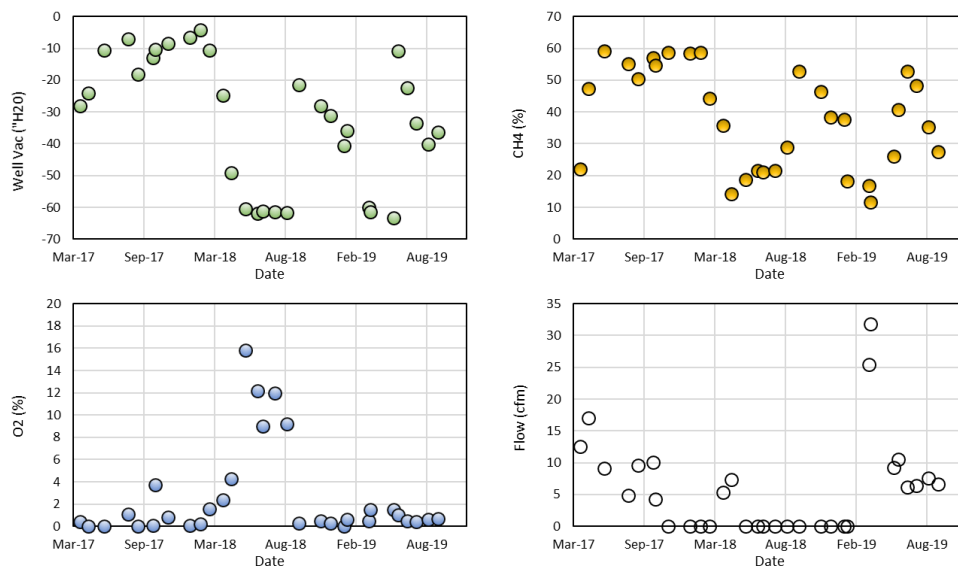 0
-10
-20
-30
-40
-50
-60
-70
Well Vac ("H20)
Mar-17 Sep-17 Mar-18 Aug-18 Feb-19 Aug-19
Date
70
60
50
40
30
20
10
0
CH4 (%)
Mar-17 Sep-17 Mar-18 Aug-18 Feb-19 Aug-19
Date
20
18
16
14
12
10
8
6
4
2
0
O2 (%)
Mar-17 Sep-17 Mar-18 Aug-18 Feb-19 Aug-19
Date
35
30
25
20
15
10
5
0
Flow (cfm)
Mar-17 Sep-17 Mar-18 Aug-18 Feb-19 Aug-19
Date